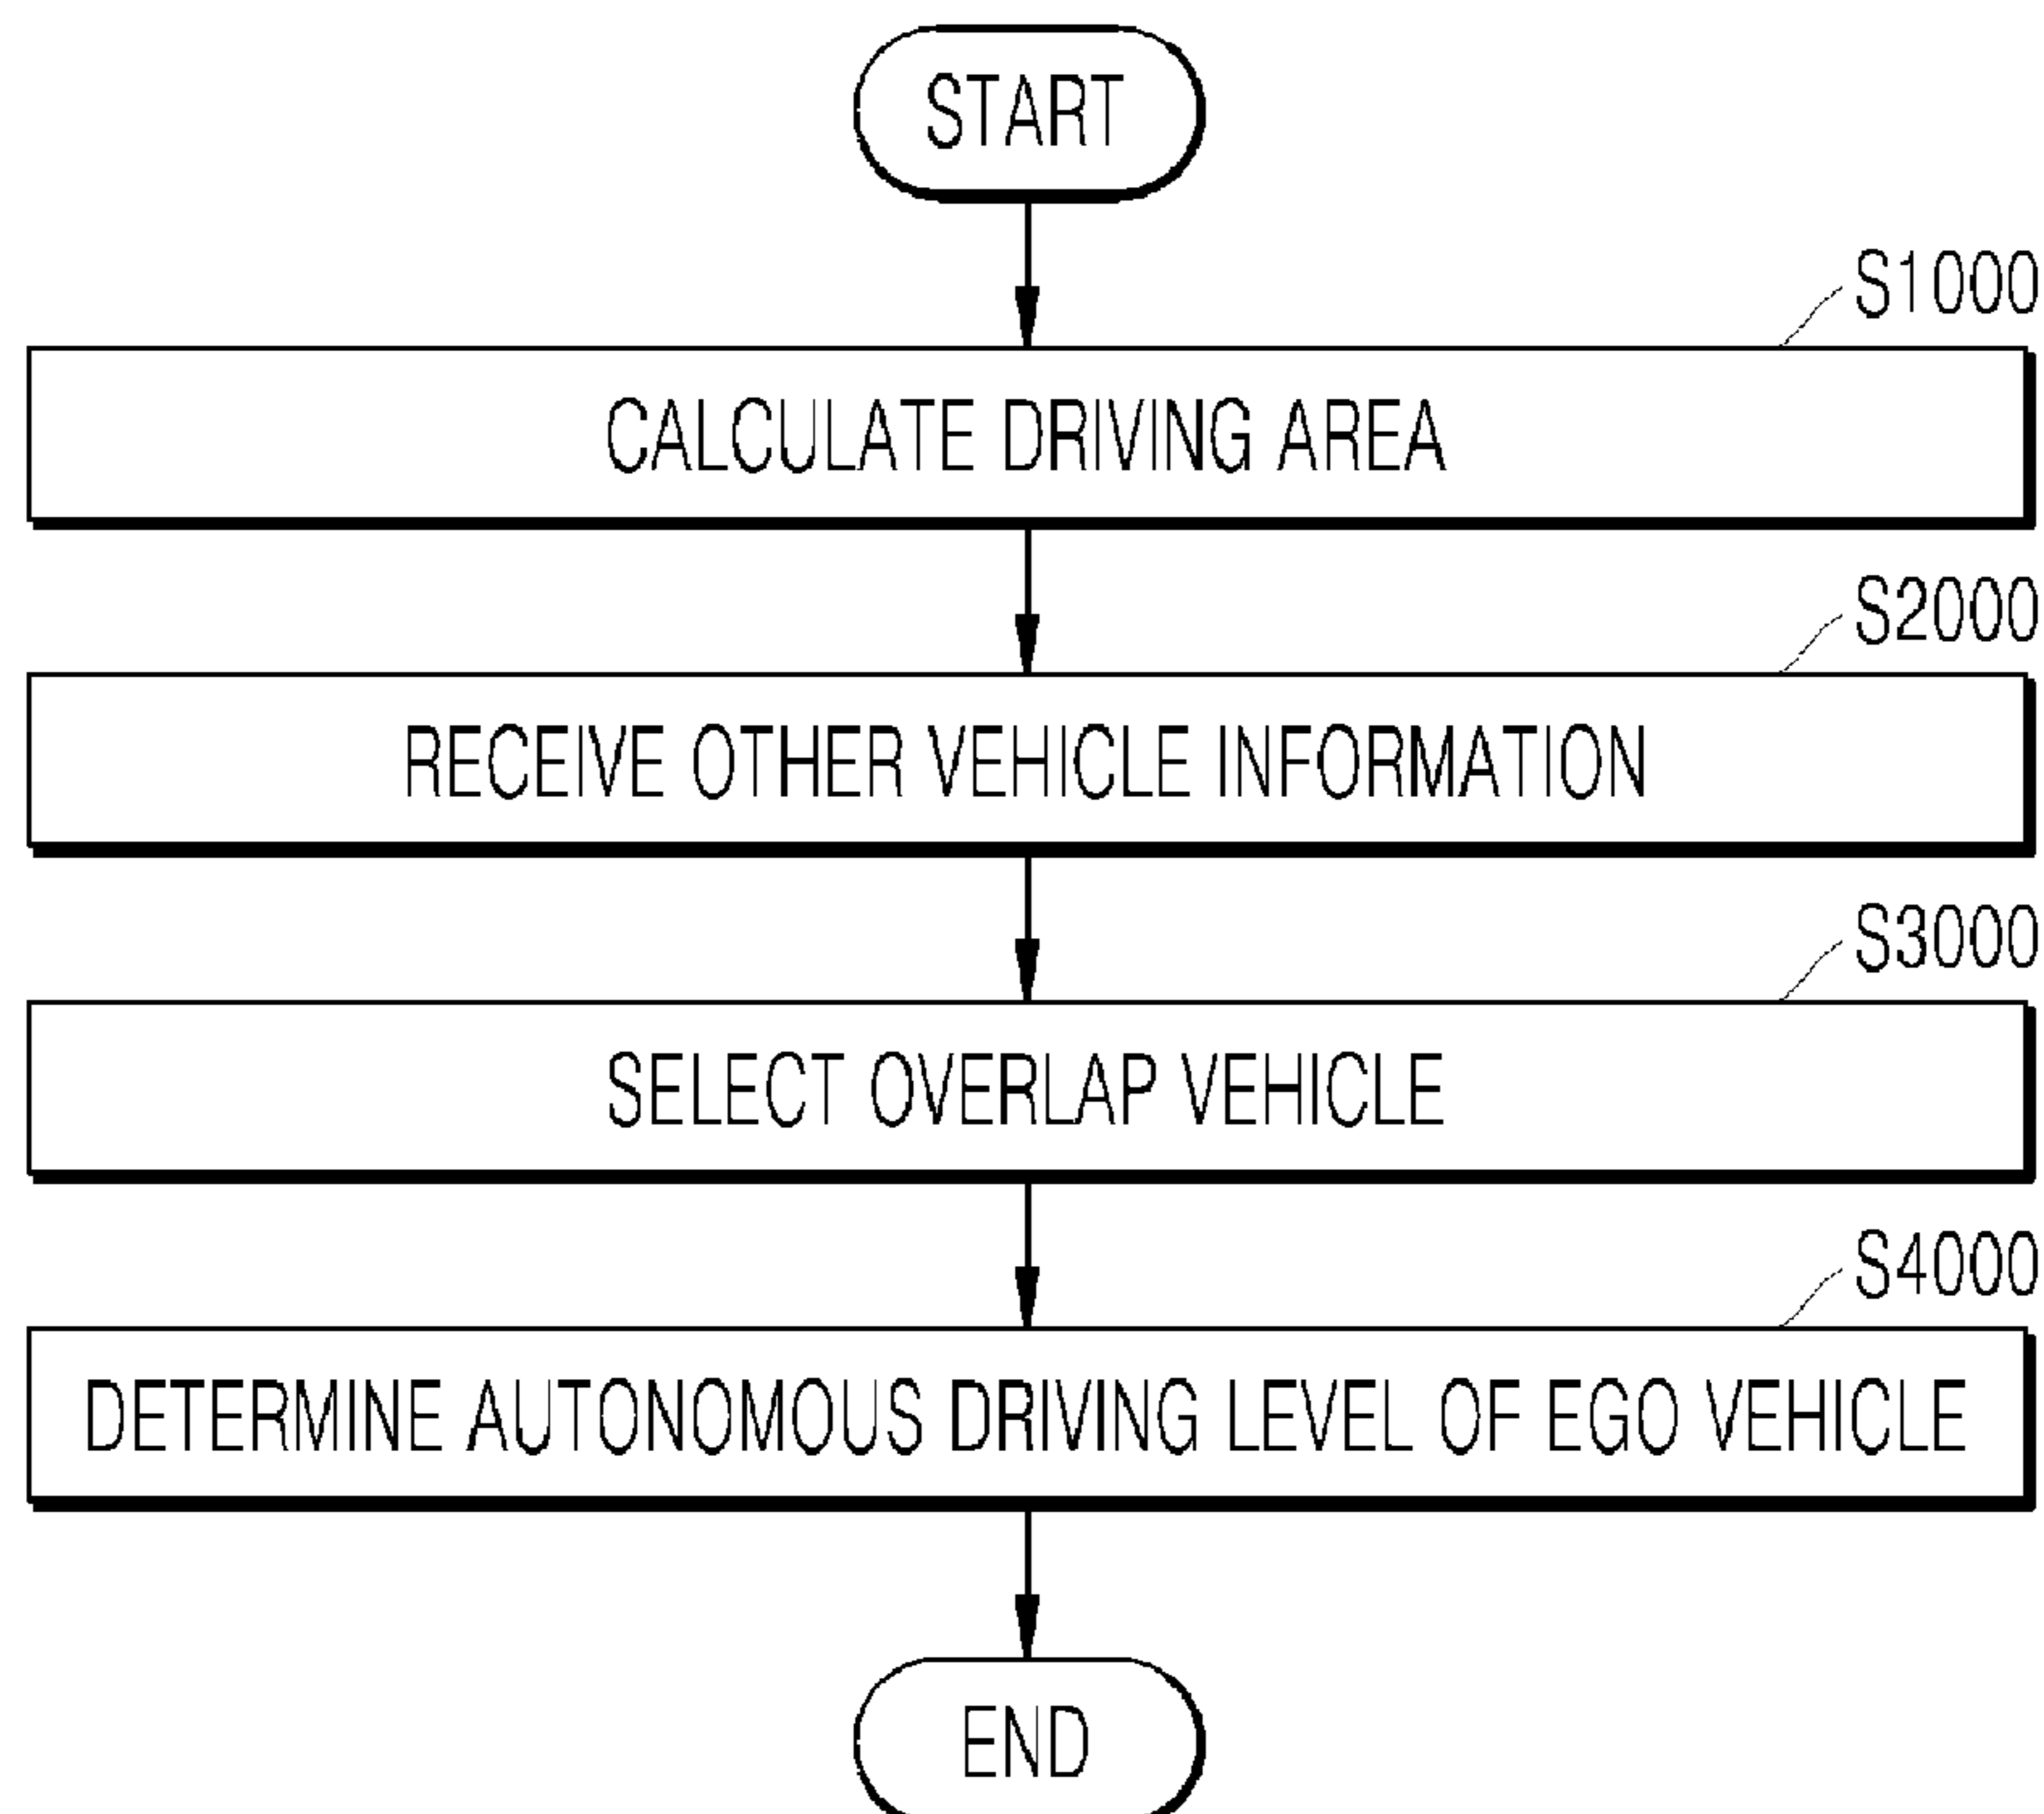 START
S1000
CALCULATE DRIVING AREA
S2000
RECEIVE OTHER VEHICLE INFORMATION
S3000
SELECT OVERLAP VEHICLE
S4000
DETERMINE AUTONOMOUS DRIVING LEVEL OF EGO VEHICLE
END